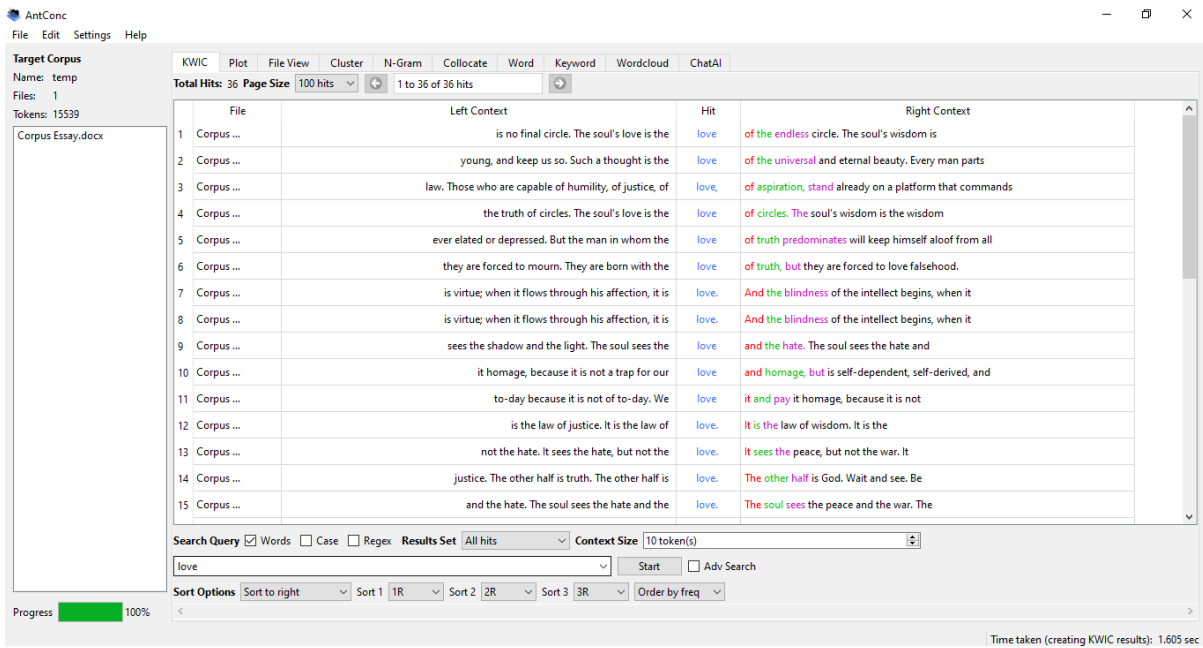 AntConc
File Edit Settings Help
Target Corpus
Name: temp
Files: 1
Tokens: 15539
Corpus Essay.docx
Progress 100%
KWIC Plot File View Cluster N-Gram Collocate Word Keyword Wordcloud ChatAI
Total Hits: 36 Page Size 100 hits 1 to 36 of 36 hits
File Left Context Hit Right Context
1 Corpus ... is no final circle. The soul's love is the love of the endless circle. The soul's wisdom is
2 Corpus ... young, and keep us so. Such a thought is the love of the universal and eternal beauty. Every man parts
3 Corpus ... law. Those who are capable of humility, of justice, of love, of aspiration, stand already on a platform that commands
4 Corpus ... the truth of circles. The soul's love is the love of circles. The soul's wisdom is the wisdom
5 Corpus ... ever elated or depressed. But the man in whom the love of truth predominates will keep himself aloof from all
6 Corpus ... they are forced to mourn. They are born with the love of truth, but they are forced to love falsehood.
7 Corpus ... is virtue; when it flows through his affection, it is love. And the blindness of the intellect begins, when it
8 Corpus ... is virtue; when it flows through his affection, it is love. And the blindness of the intellect begins, when it
9 Corpus ... sees the shadow and the light. The soul sees the love and the hate. The soul sees the hate and
10 Corpus ... it homage, because it is not a trap for our love and homage, but is self-dependent, self-derived, and
11 Corpus ... to-day because it is not of to-day. We love it and pay it homage, because it is not
12 Corpus ... is the law of justice. It is the law of love. It is the law of wisdom. It is the
13 Corpus ... not the hate. It sees the hate, but not the love. It sees the peace, but not the war. It
14 Corpus ... justice. The other half is truth. The other half is love. The other half is God. Wait and see. Be
15 Corpus ... and the hate. The soul sees the hate and the love. The soul sees the peace and the war. The
Search Query Words Case Regex Results Set All hits Context Size 10 token(s)
love Start Adv Search
Sort Options Sort to right Sort 1 1R Sort 2 2R Sort 3 3R Order by freq
Time taken (creating KWIC results): 1.605 sec